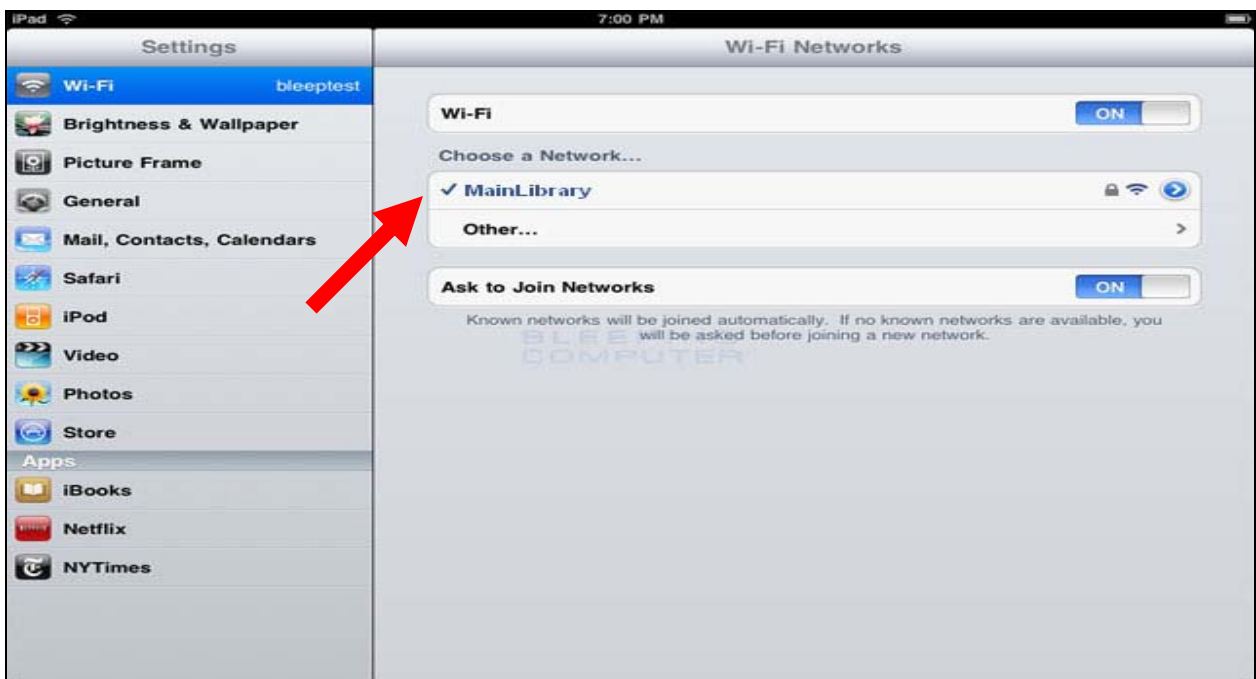 iPad 7:00 PM
Settings
Wi-Fi Networks
Wi-Fi bleeptest
Brightness & Wallpaper
Picture Frame
General
Mail, Contacts, Calendars
Safari
iPod
Video
Photos
Store
Apps
iBooks
Netflix
NYTimes
Wi-Fi ON
Choose a Network...
✓ MainLibrary
Other...
Ask to Join Networks ON
Known networks will be joined automatically. If no known networks are available, you
will be asked before joining a new network.
COMPUTER